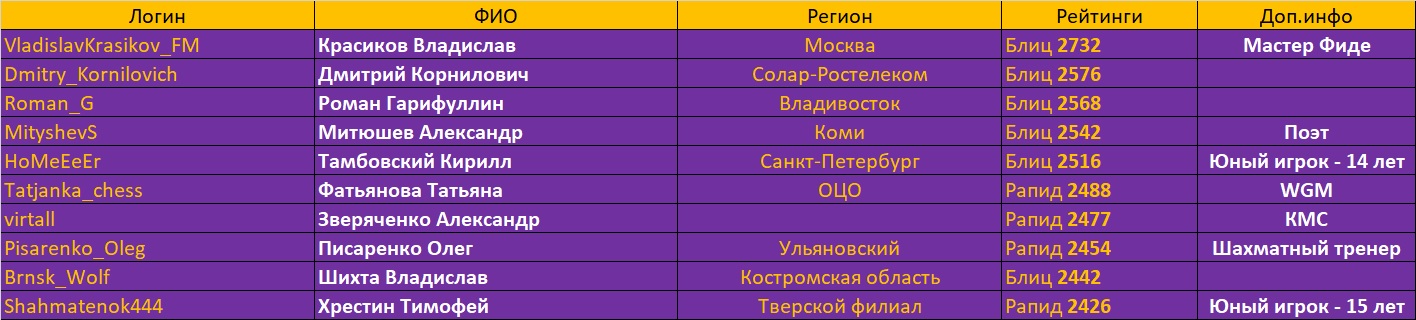 Логин ФИО Регион Рейтинги Доп.инфо
VladislavKrasikov_FM Красиков Владислав Москва Блиц 2732 Мастер Фиде
Dmitry_Kornilovich Дмитрий Корнилович Солар-Ростелеком Блиц 2576
Roman_G Роман Гарифуллин Владивосток Блиц 2568
MityshevS Митюшев Александр Коми Блиц 2542 Поэт
HoMeEeEr Тамбовский Кирилл Санкт-Петербург Блиц 2516 Юный игрок - 14 лет
Tatjanka_chess Фатьянова Татьяна ОЦО Рапид 2488 WGM
virtall Зверяченко Александр Рапид 2477 КМС
Pisarenko_Oleg Писаренко Олег Ульяновский Рапид 2454 Шахматный тренер
Brnsk_Wolf Шихта Владислав Костромская область Блиц 2442
Shahmatenok444 Хрестин Тимофей Тверской филиал Рапид 2426 Юный игрок - 15 лет